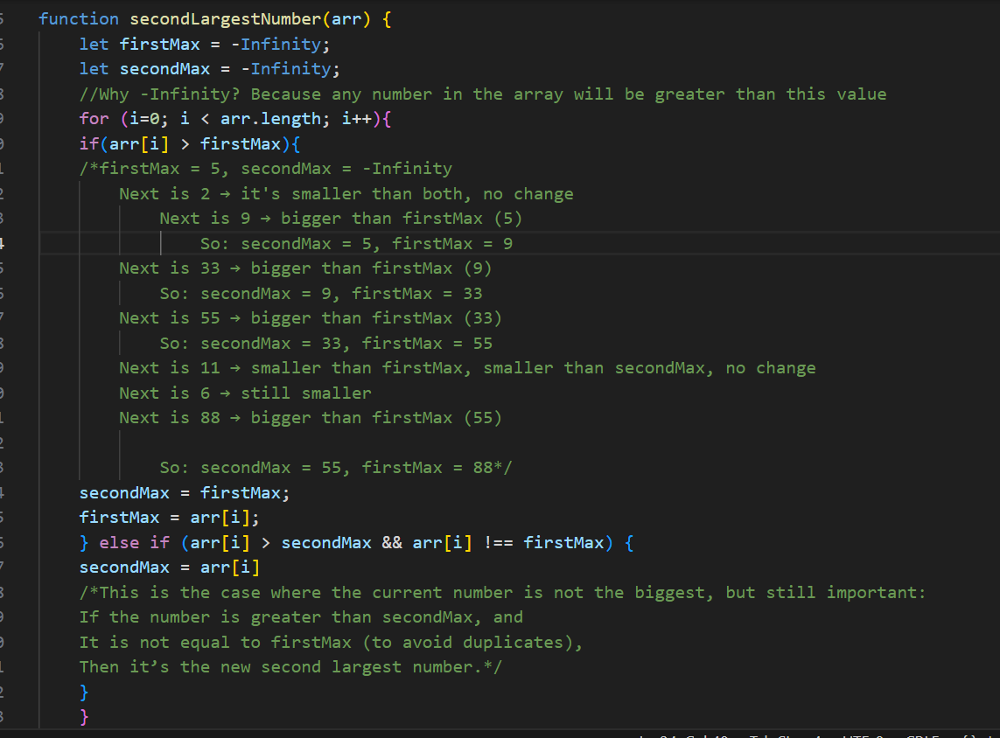 function secondLargestNumber(arr) {
let firstMax = -Infinity;
let secondMax = -Infinity;
//Why -Infinity? Because any number in the array will be greater than this value
for (i=0; i < arr.length; i++){
if(arr[i] > firstMax){
/*firstMax = 5, secondMax = -Infinity
Next is 2 → it's smaller than both, no change
Next is 9 → bigger than firstMax (5)
So: secondMax = 5, firstMax = 9
Next is 33 → bigger than firstMax (9)
So: secondMax = 9, firstMax = 33
Next is 55 → bigger than firstMax (33)
So: secondMax = 33, firstMax = 55
Next is 11 → smaller than firstMax, smaller than secondMax, no change
Next is 6 → still smaller
Next is 88 → bigger than firstMax (55)
So: secondMax = 55, firstMax = 88*/
secondMax = firstMax;
firstMax = arr[i];
} else if (arr[i] > secondMax && arr[i] !== firstMax) {
secondMax = arr[i]
/*This is the case where the current number is not the biggest, but still important:
If the number is greater than secondMax, and
It is not equal to firstMax (to avoid duplicates),
Then it’s the new second largest number.*/
}
}